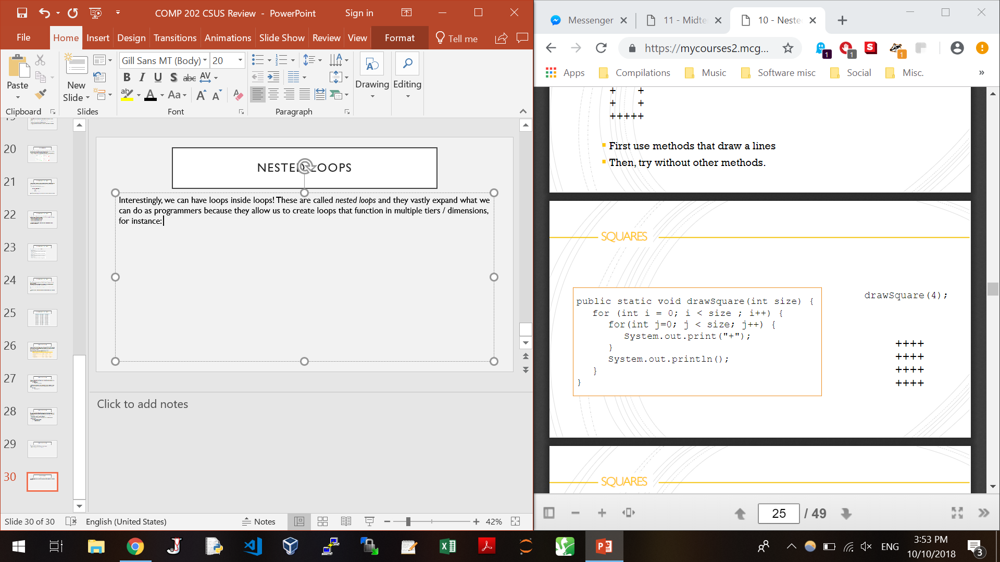 COMP 202 CSUS Review - PowerPoint
Sign in
File
Home
Insert
Design
Transitions
Animations
Slide Show
Review
View
Format
Tell me
Paste
Clipboard
New
Slide
Slides
Gill Sans MT (Body)
20
B I U S abc AV
A Aa A A
Font
Paragraph
Drawing
Editing
20
21
22
23
24
25
26
27
28
29
30
NESTED LOOPS
Interestingly, we can have loops inside loops! These are called nested loops and they vastly expand what we
can do as programmers because they allow us to create loops that function in multiple tiers / dimensions,
for instance:
Click to add notes
Slide 30 of 30
English (United States)
Notes
42%
Messenger
11 - Midte
10 - Neste
https://mycourses2.mcg...
1
1
1
Apps
Compilations
Music
Software misc
Social
Misc.
»
+ +
+ +
+++++
First use methods that draw a lines
Then, try without other methods.
SQUARES
public static void drawSquare(int size) {
for (int i = 0; i < size ; i++) {
for(int j=0; j < size; j++) {
System.out.print("+");
}
System.out.println();
}
}
drawSquare(4);
++++
++++
++++
++++
SQUARES
25 / 49
ENG
3:53 PM
10/10/2018
3